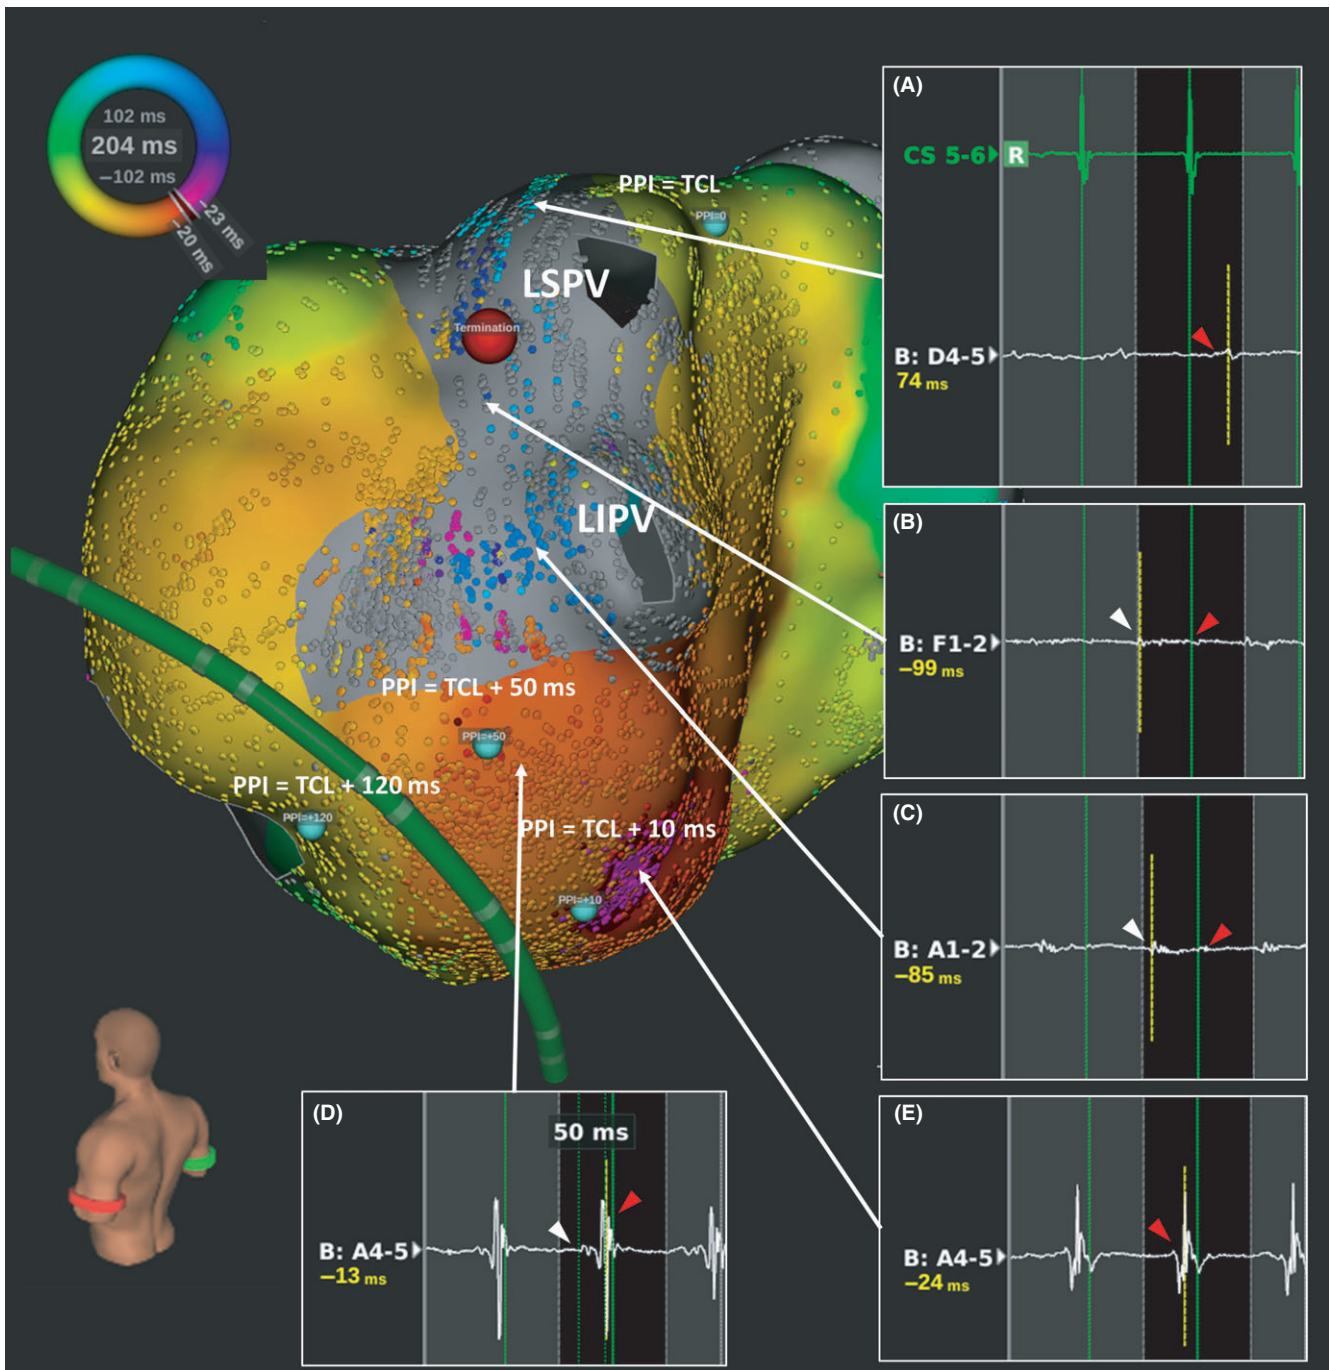 102 ms
204 ms
−102 ms
−23 ms
−20 ms
PPI = TCL
PPI=0
LSPV
Termination
LIPV
PPI = TCL + 50 ms
PPI=+50
PPI = TCL + 120 ms
PPI=+120
PPI = TCL + 10 ms
PPI=+10
(A)
CS 5-6 R
B: D4-5
74 ms
(B)
B: F1-2
−99 ms
(C)
B: A1-2
−85 ms
(D)
50 ms
B: A4-5
−13 ms
(E)
B: A4-5
−24 ms